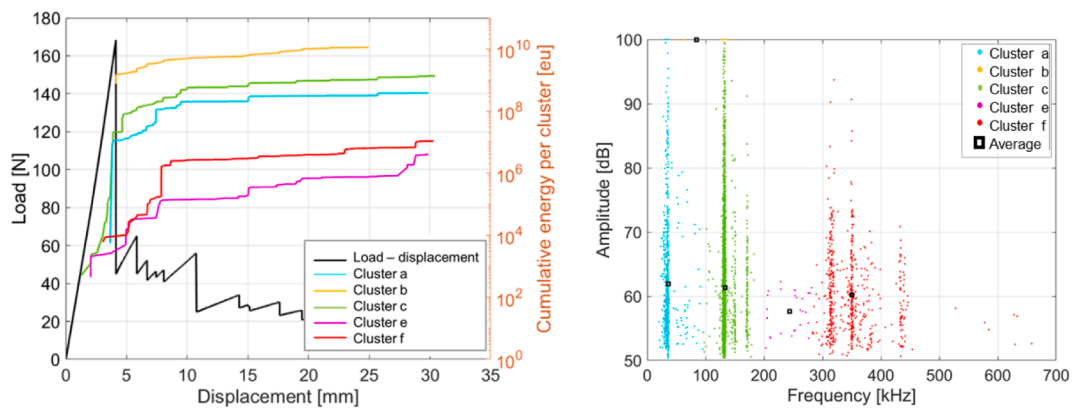 180
160
140
120
100
80
60
40
20
0
Load [N]
0 5 10 15 20 25 30 35
Displacement [mm]
10^10
10^8
10^6
10^4
10^2
10^0
Cumulative energy per cluster [eu]
Load – displacement
Cluster a
Cluster b
Cluster c
Cluster e
Cluster f
100
90
80
70
60
50
Amplitude [dB]
0 100 200 300 400 500 600 700
Frequency [kHz]
Cluster a
Cluster b
Cluster c
Cluster e
Cluster f
Average